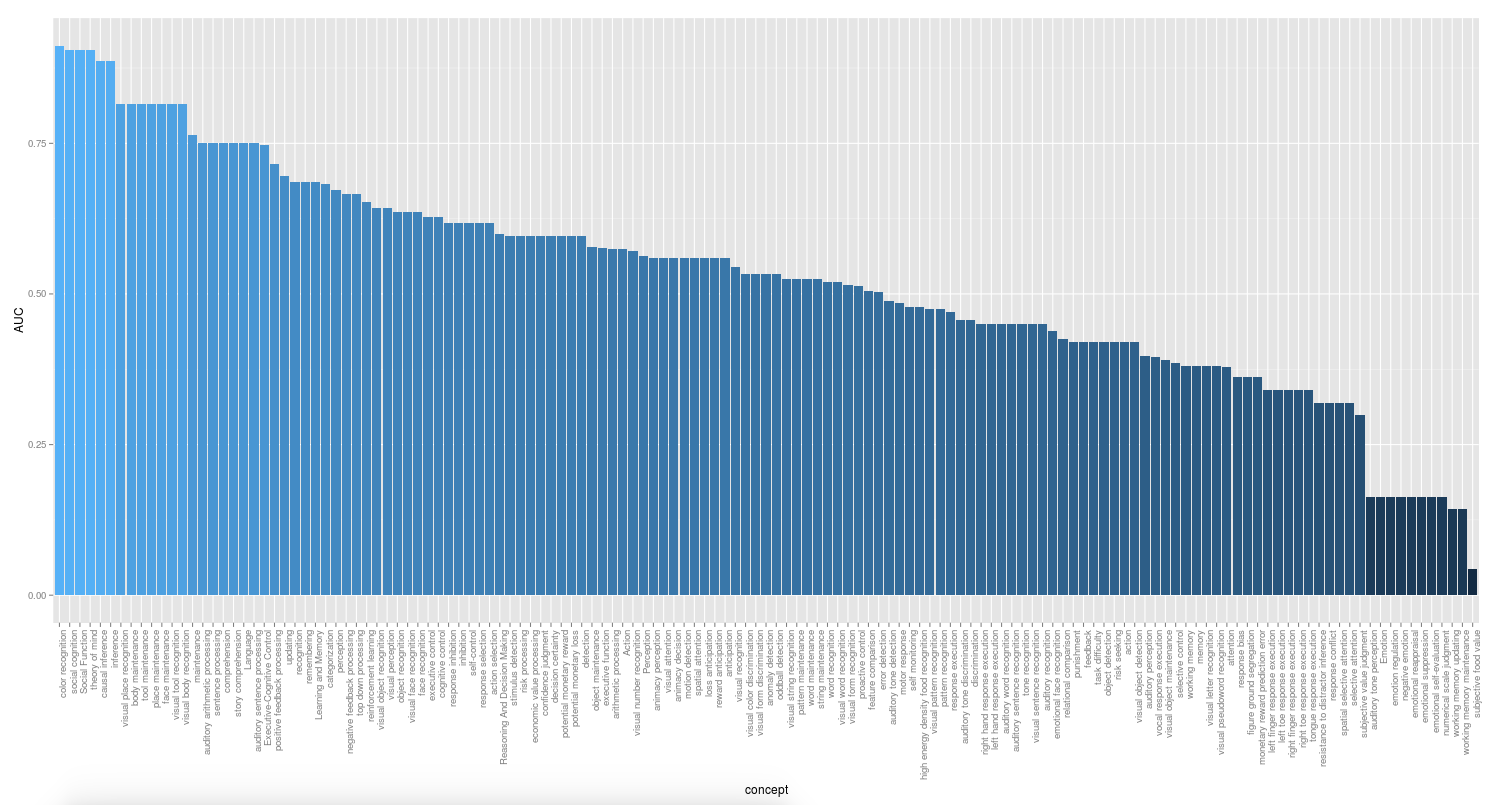 AUC
0.75
0.50
0.25
0.00
color recognition
social cognition
Social Function
theory of mind
causal inference
inference
visual place recognition
body maintenance
tool maintenance
place maintenance
face maintenance
visual tool recognition
visual body recognition
maintenance
auditory arithmetic processing
sentence processing
comprehension
story comprehension
Language
auditory sentence processing
Executive-Cognitive Control
positive feedback processing
updating
recognition
remembering
Learning and Memory
categorization
perception
negative feedback processing
top down processing
reinforcement learning
visual object recognition
visual perception
object recognition
visual face recognition
face recognition
executive control
cognitive control
response inhibition
inhibition
self-control
response selection
action selection
Reasoning And Decision Making
stimulus detection
risk processing
economic value processing
confidence judgment
decision certainty
potential monetary reward
potential monetary loss
detection
object maintenance
executive function
arithmetic processing
Action
visual number recognition
Perception
animacy perception
visual attention
animacy decision
motion detection
spatial attention
loss anticipation
reward anticipation
anticipation
visual recognition
visual color discrimination
visual form discrimination
anomaly detection
oddball detection
visual string recognition
pattern maintenance
word maintenance
string maintenance
word recognition
visual word recognition
visual form recognition
proactive control
feature comparison
error detection
auditory tone detection
motor response
self monitoring
high energy density food recognition
visual pattern recognition
pattern recognition
response execution
auditory tone discrimination
discrimination
right hand response execution
left hand response execution
auditory word recognition
auditory sentence recognition
tone recognition
visual sentence recognition
auditory recognition
emotional face recognition
relational comparison
punishment
feedback
task difficulty
object detection
risk seeking
action
visual object detection
auditory perception
vocal response execution
visual object maintenance
selective control
working memory
memory
visual letter recognition
visual pseudoword recognition
attention
response bias
figure ground segregation
monetary reward prediction error
left finger response execution
left toe response execution
right finger response execution
right toe response execution
tongue response execution
resistance to distractor inference
response conflict
spatial selective attention
selective attention
subjective value judgment
auditory tone perception
Emotion
emotion regulation
negative emotion
emotional reappraisal
emotional suppression
emotional self-evaluation
numerical scale judgment
working memory updating
working memory maintenance
subjective food value
concept